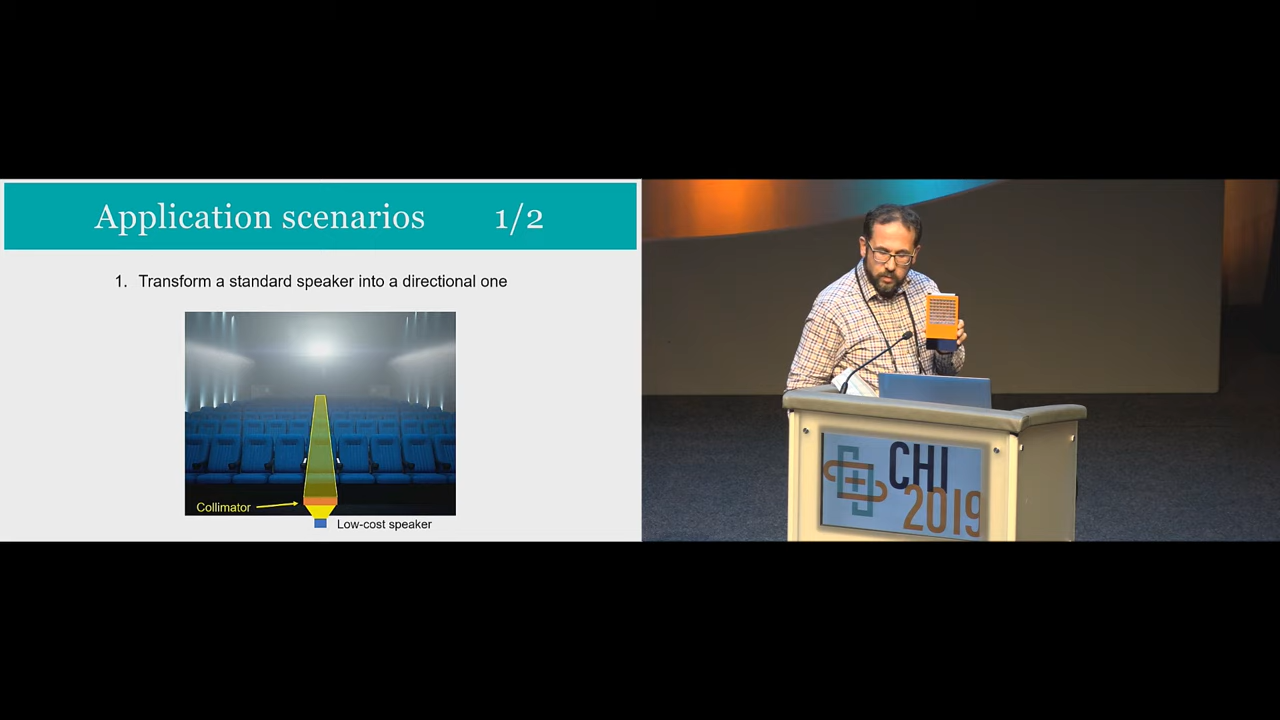 Application scenarios 1/2
1. Transform a standard speaker into a directional one
Collimator
Low-cost speaker
CHI
2019